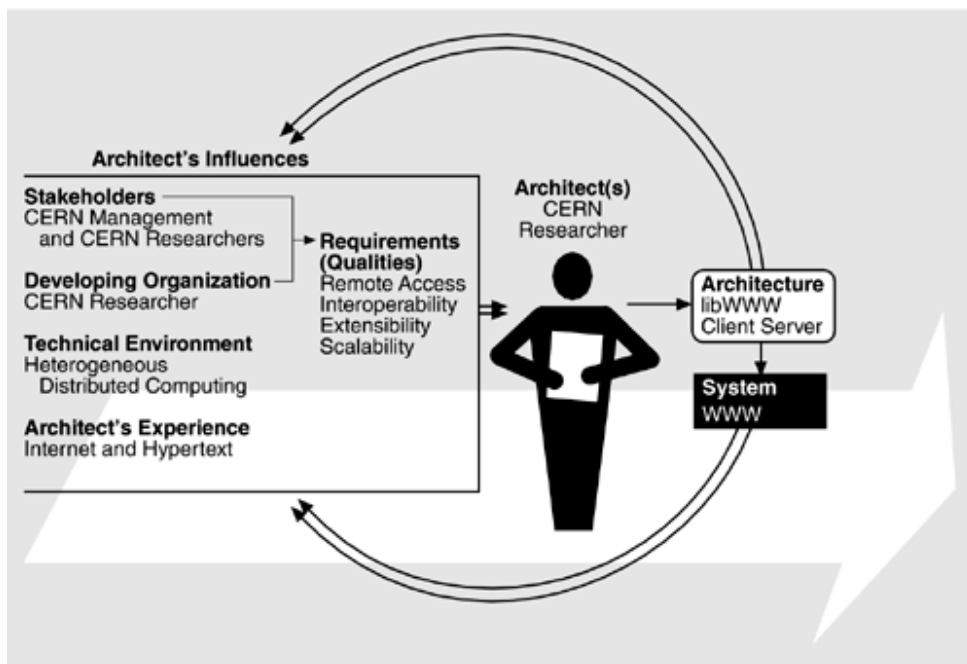 Architect's Influences
Stakeholders
CERN Management
and CERN Researchers
Developing Organization
CERN Researcher
Technical Environment
Heterogeneous
Distributed Computing
Architect's Experience
Internet and Hypertext
Requirements
(Qualities)
Remote Access
Interoperability
Extensibility
Scalability
Architect(s)
CERN
Researcher
Architecture
libWWW
Client Server
System
WWW